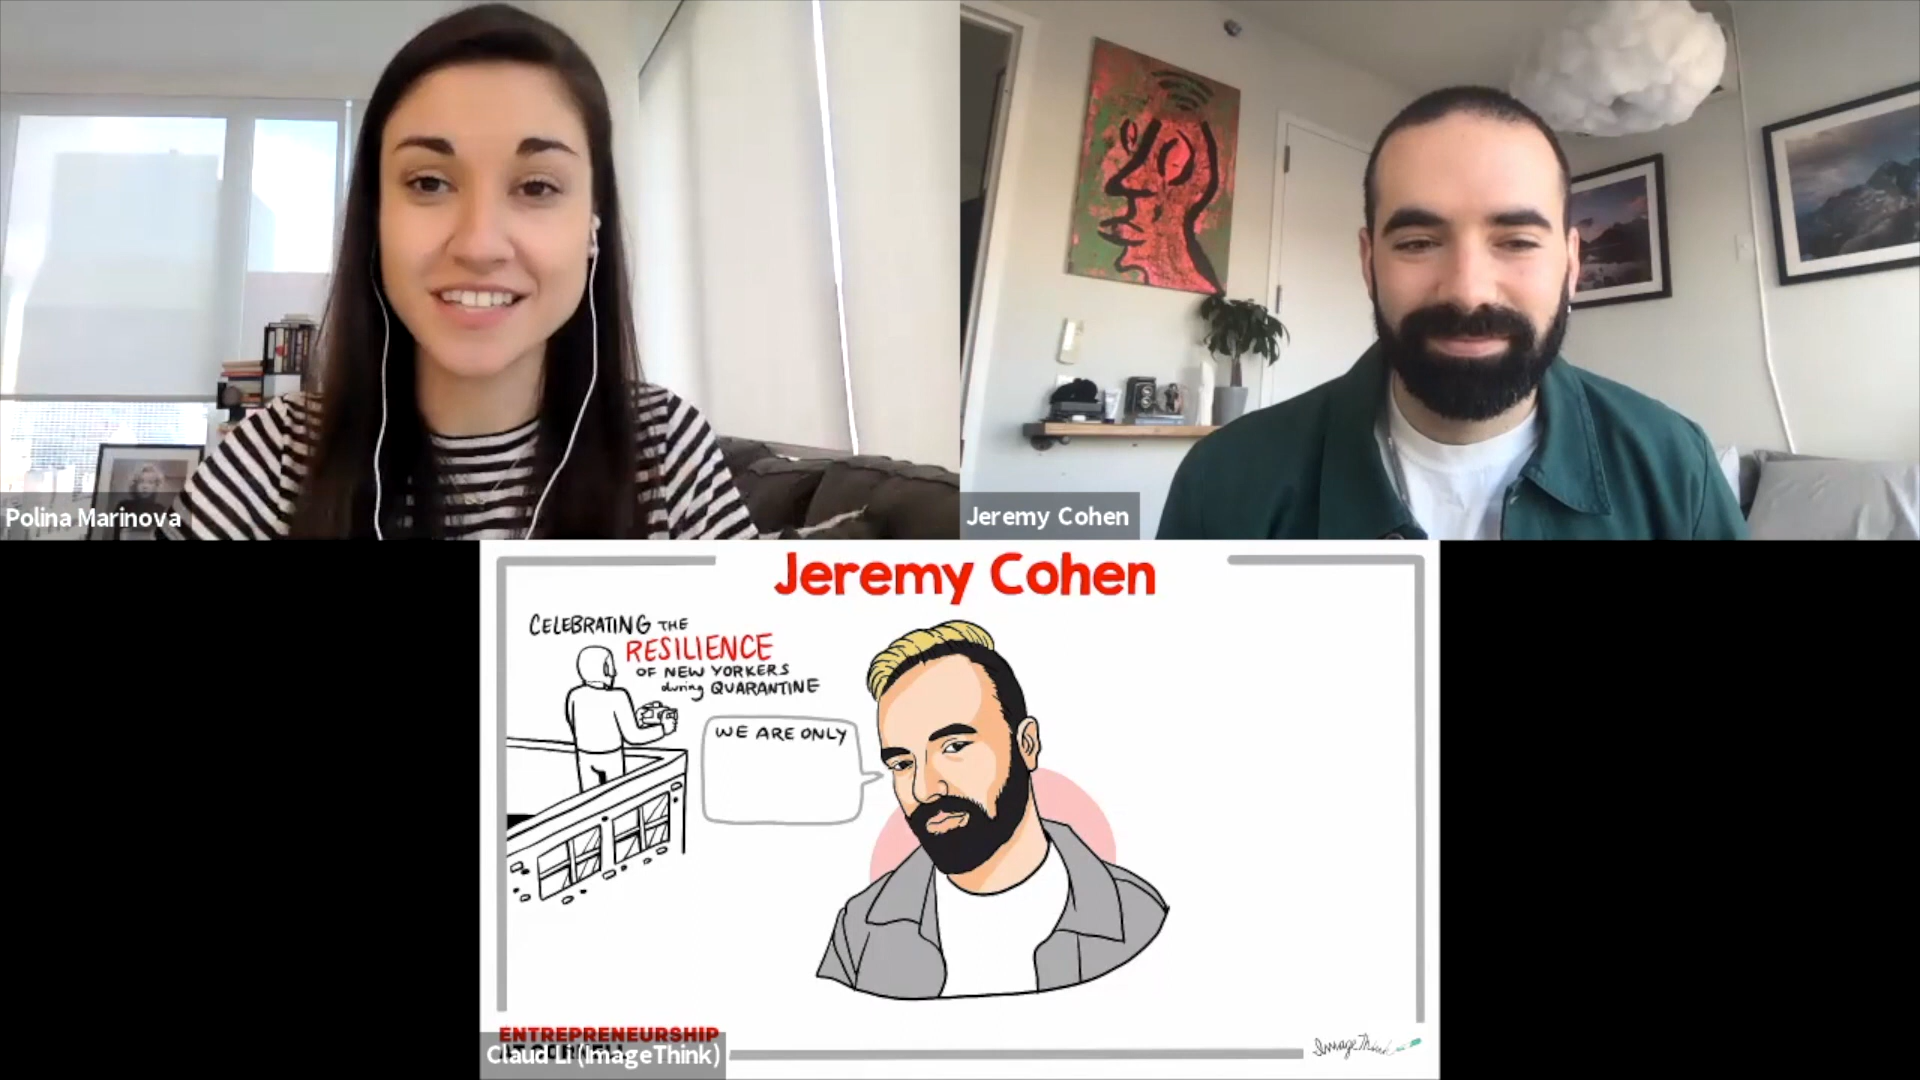 Polina Marinova
Jeremy Cohen
Jeremy Cohen
CELEBRATING THE
RESILIENCE
OF NEW YORKERS
during QUARANTINE
WE ARE ONLY
ENTREPRENEURSHIP
Claud Li (ImageThink)
ImageThink